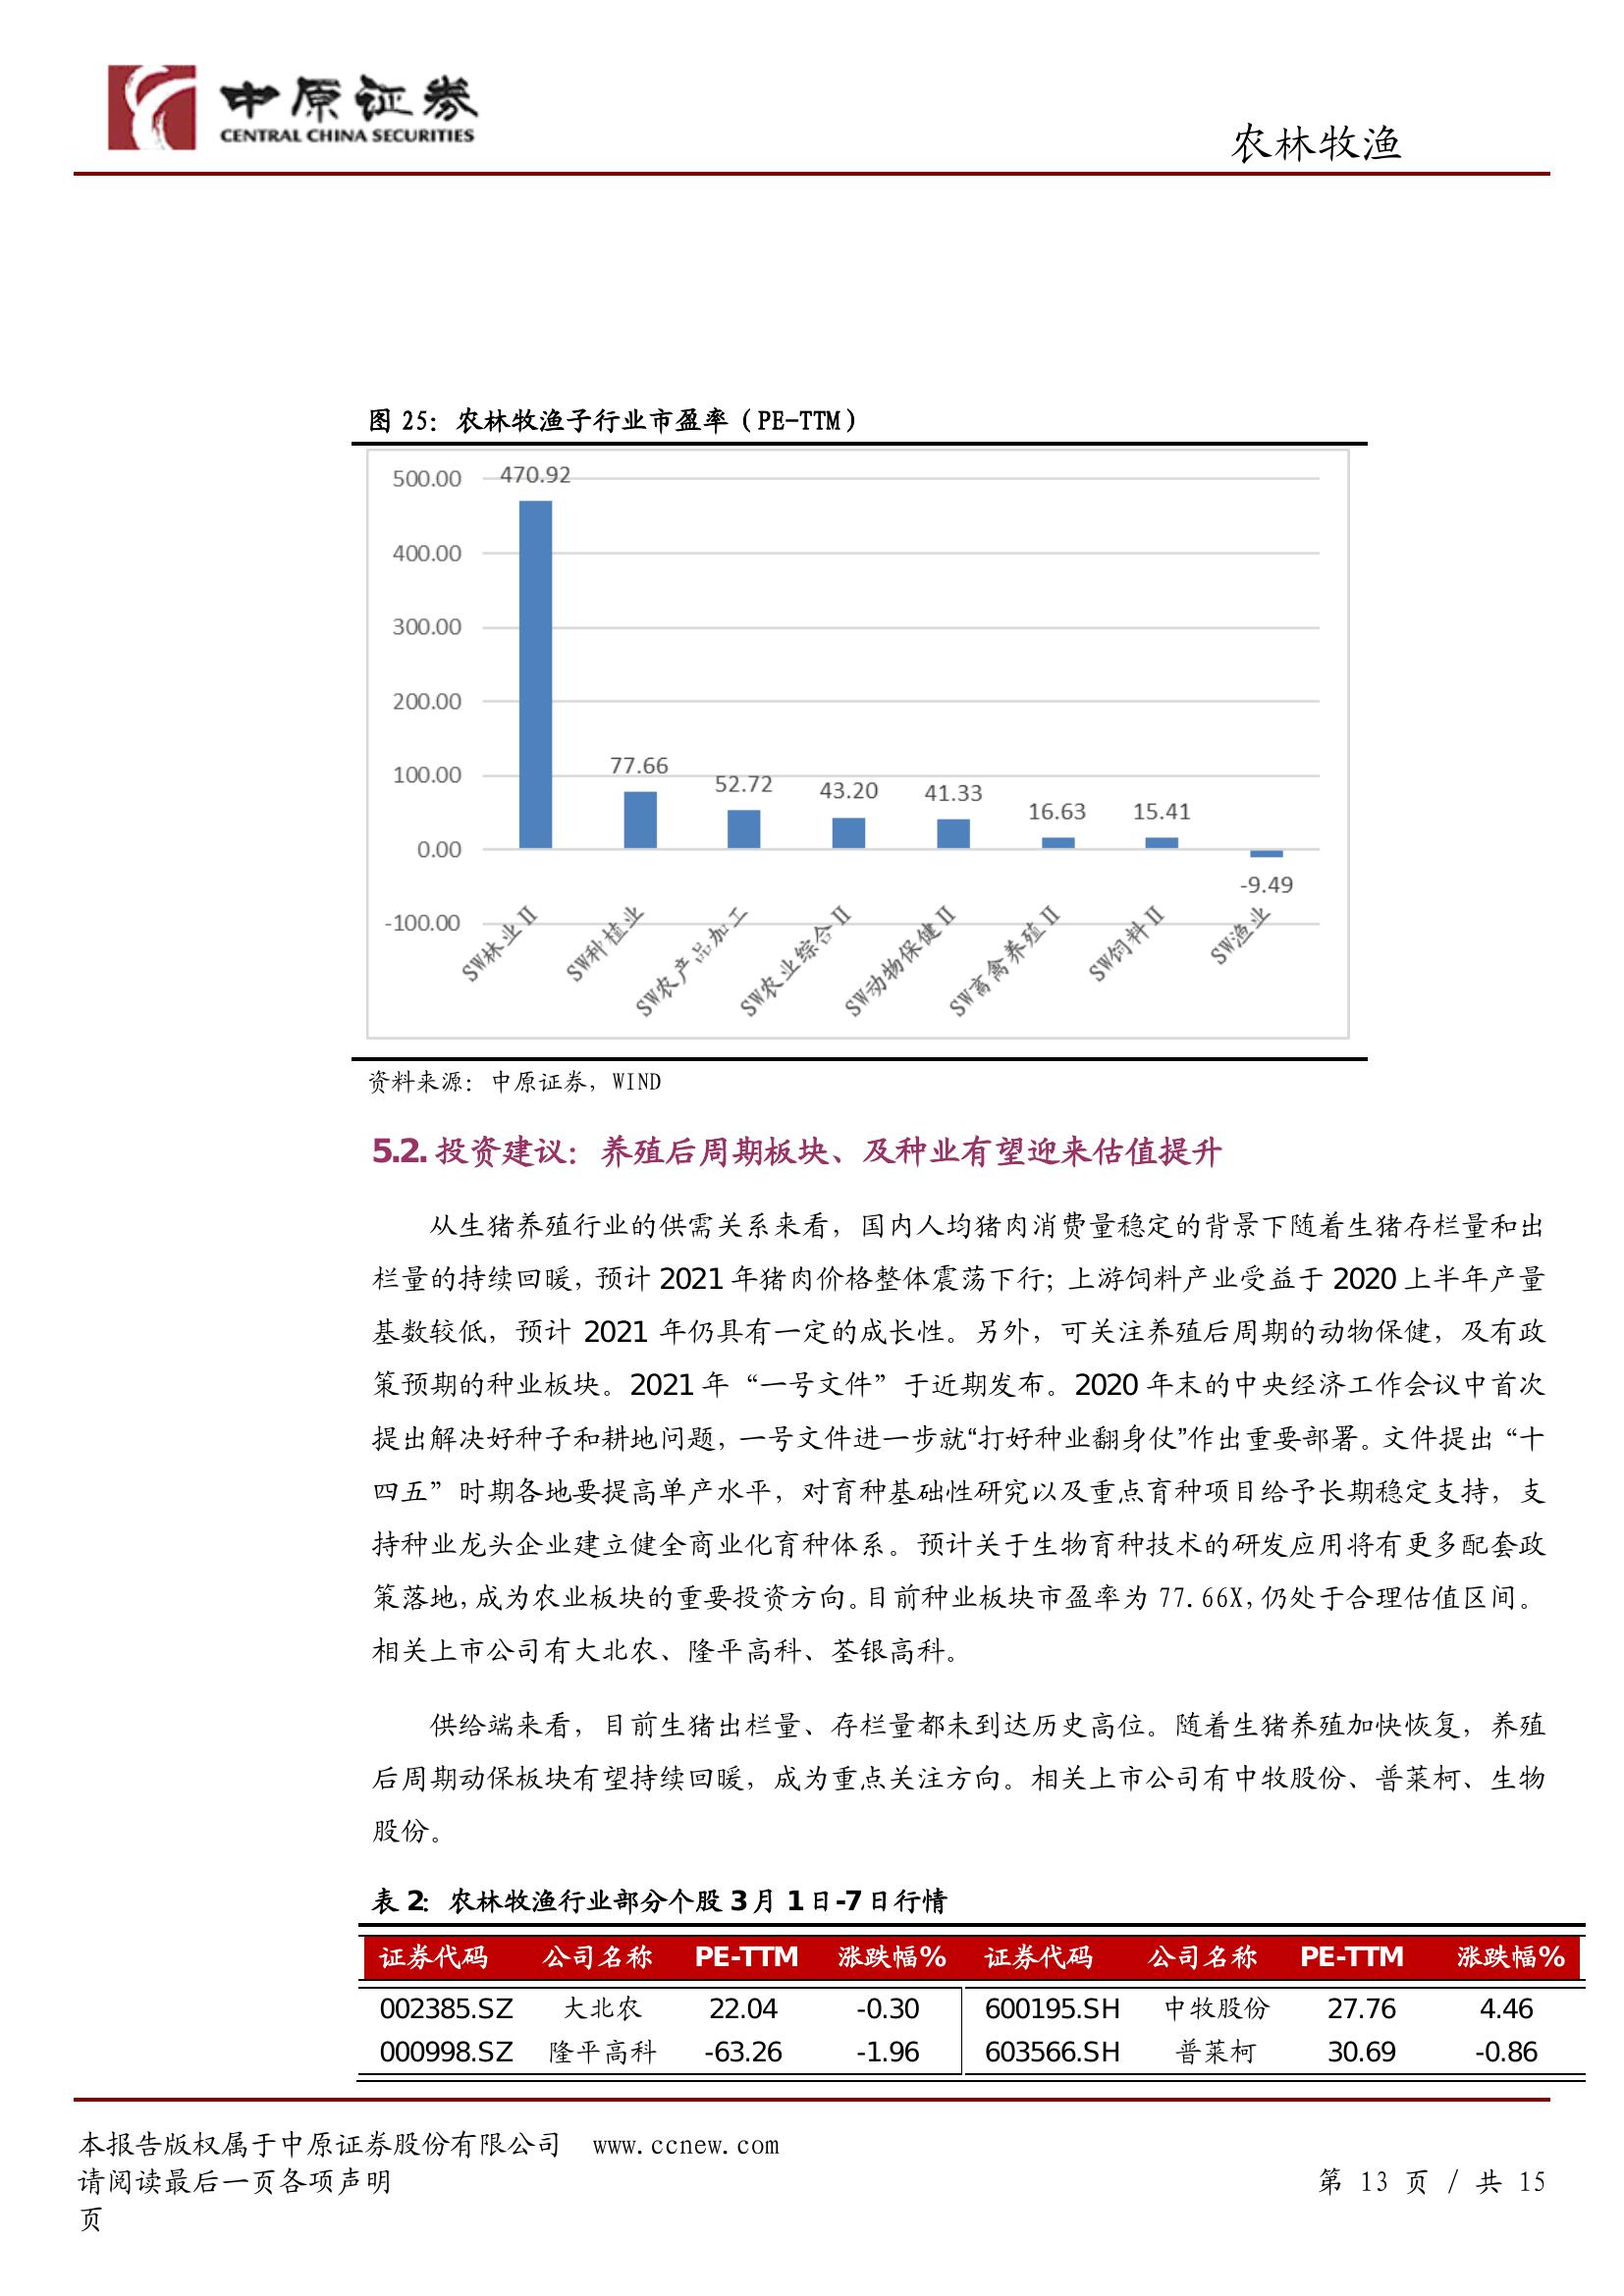 中原证券
CENTRAL CHINA SECURITIES
农林牧渔
图 25：农林牧渔子行业市盈率（PE-TTM）
500.00
400.00
300.00
200.00
100.00
0.00
-100.00
470.92
77.66
52.72
43.20
41.33
16.63
15.41
-9.49
SW林业Ⅱ
SW种植业
SW农产品加工
SW农业综合Ⅱ
SW动物保健Ⅱ
SW畜禽养殖Ⅱ
SW饲料Ⅱ
SW渔业
资料来源：中原证券，WIND
5.2. 投资建议：养殖后周期板块、及种业有望迎来估值提升
从生猪养殖行业的供需关系来看，国内人均猪肉消费量稳定的背景下随着生猪存栏量和出
栏量的持续回暖，预计 2021 年猪肉价格整体震荡下行；上游饲料产业受益于 2020 上半年产量
基数较低，预计 2021 年仍具有一定的成长性。另外，可关注养殖后周期的动物保健，及有政
策预期的种业板块。2021 年“一号文件”于近期发布。2020 年末的中央经济工作会议中首次
提出解决好种子和耕地问题，一号文件进一步就“打好种业翻身仗”作出重要部署。文件提出“十
四五”时期各地要提高单产水平，对育种基础性研究以及重点育种项目给予长期稳定支持，支
持种业龙头企业建立健全商业化育种体系。预计关于生物育种技术的研发应用将有更多配套政
策落地，成为农业板块的重要投资方向。目前种业板块市盈率为 77.66X，仍处于合理估值区间。
相关上市公司有大北农、隆平高科、荃银高科。
供给端来看，目前生猪出栏量、存栏量都未到达历史高位。随着生猪养殖加快恢复，养殖
后周期动保板块有望持续回暖，成为重点关注方向。相关上市公司有中牧股份、普莱柯、生物
股份。
表 2：农林牧渔行业部分个股 3 月 1 日-7 日行情
证券代码 公司名称 PE-TTM 涨跌幅% 证券代码 公司名称 PE-TTM 涨跌幅%
002385.SZ 大北农 22.04 -0.30 600195.SH 中牧股份 27.76 4.46
000998.SZ 隆平高科 -63.26 -1.96 603566.SH 普莱柯 30.69 -0.86
本报告版权属于中原证券股份有限公司 www.ccnew.com
请阅读最后一页各项声明 第 13 页 / 共 15
页